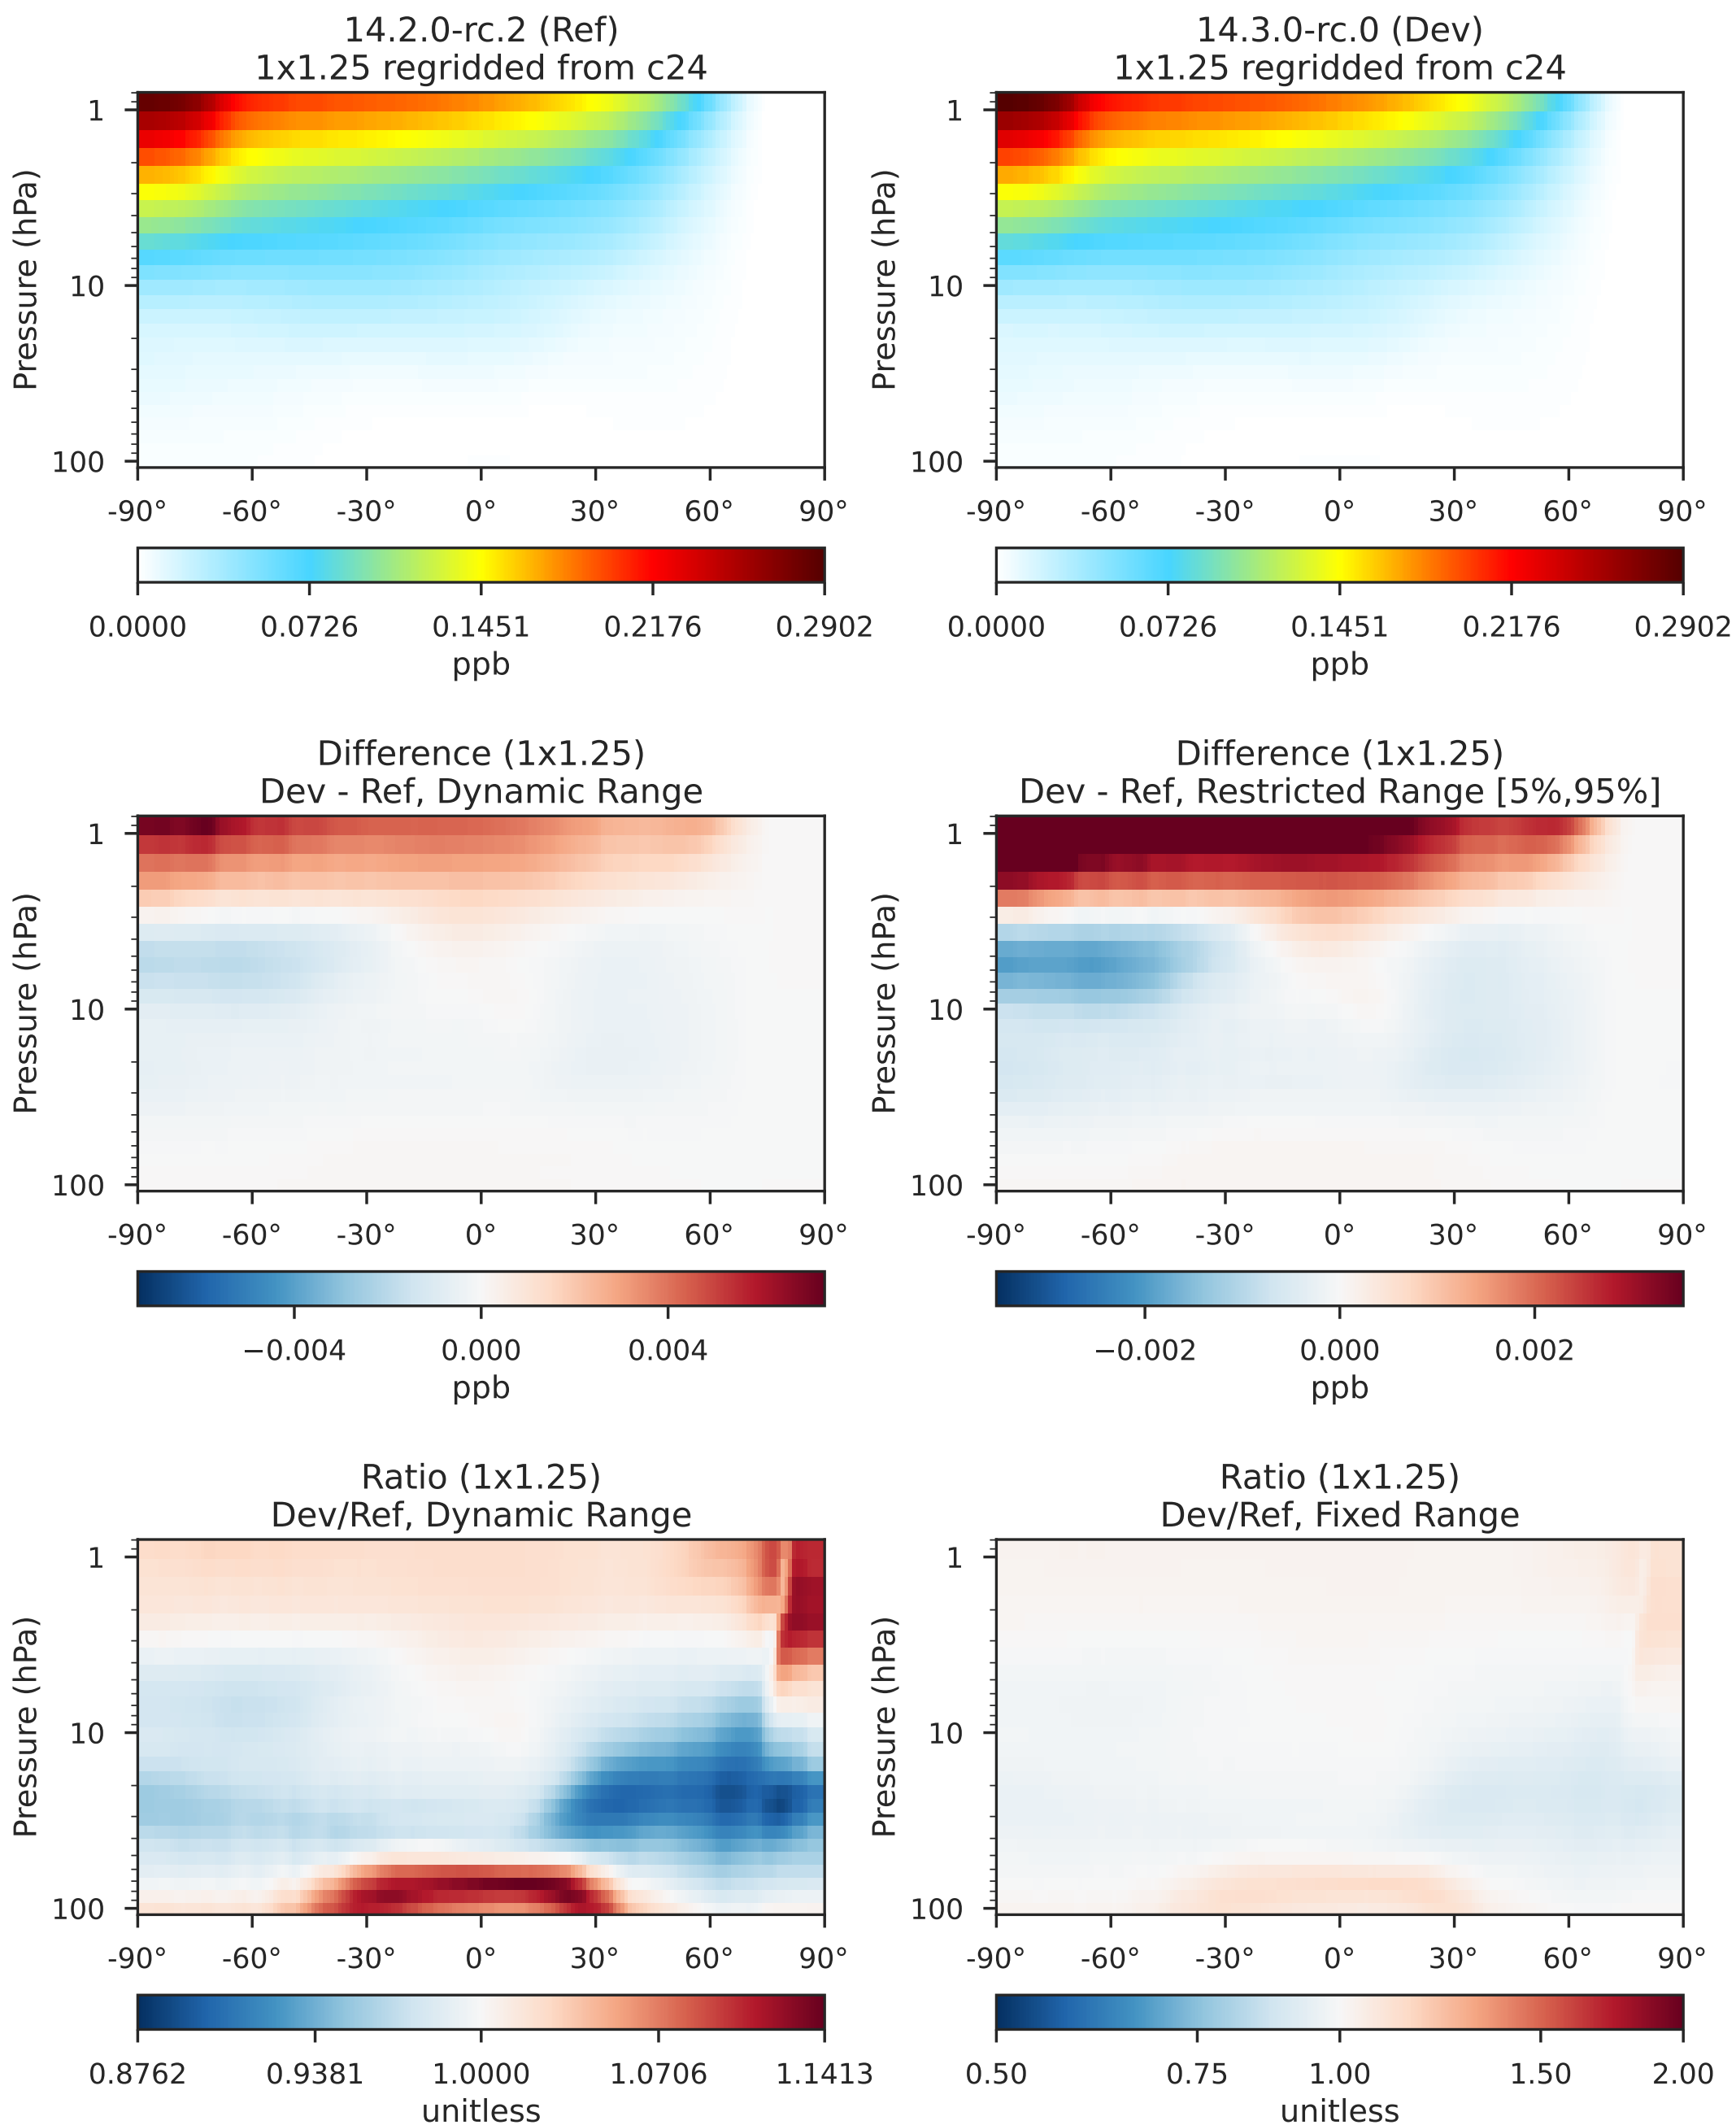 14.2.0-rc.2 (Ref)
1x1.25 regridded from c24
Pressure (hPa)
1
10
100
-90° -60° -30° 0° 30° 60° 90°
0.0000 0.0726 0.1451 0.2176 0.2902
ppb
14.3.0-rc.0 (Dev)
1x1.25 regridded from c24
Pressure (hPa)
1
10
100
-90° -60° -30° 0° 30° 60° 90°
0.0000 0.0726 0.1451 0.2176 0.2902
ppb
Difference (1x1.25)
Dev - Ref, Dynamic Range
Pressure (hPa)
1
10
100
-90° -60° -30° 0° 30° 60° 90°
−0.004 0.000 0.004
ppb
Difference (1x1.25)
Dev - Ref, Restricted Range [5%,95%]
Pressure (hPa)
1
10
100
-90° -60° -30° 0° 30° 60° 90°
−0.002 0.000 0.002
ppb
Ratio (1x1.25)
Dev/Ref, Dynamic Range
Pressure (hPa)
1
10
100
-90° -60° -30° 0° 30° 60° 90°
0.8762 0.9381 1.0000 1.0706 1.1413
unitless
Ratio (1x1.25)
Dev/Ref, Fixed Range
Pressure (hPa)
1
10
100
-90° -60° -30° 0° 30° 60° 90°
0.50 0.75 1.00 1.50 2.00
unitless